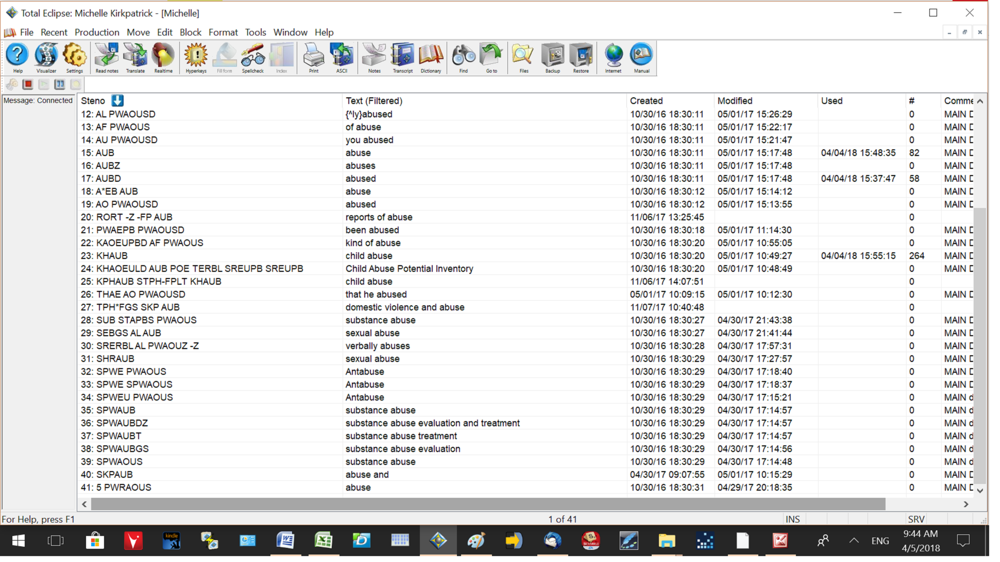 Total Eclipse: Michelle Kirkpatrick - [Michelle]
File Recent Production Move Edit Block Format Tools Window Help
Help Visualizer Settings Read notes Translate Realtime Hyperkeys Fill form Spellcheck Index Print ASCII Notes Transcript Dictionary Find Go to Files Backup Restore Internet Manual
Message: Connected
Steno Text (Filtered) Created Modified Used # Comme
12: AL PWAOUSD {^ly}abused 10/30/16 18:30:11 05/01/17 15:26:29 0 MAIN D
13: AF PWAOUS of abuse 10/30/16 18:30:11 05/01/17 15:22:17 0 MAIN D
14: AU PWAOUSD you abused 10/30/16 18:30:11 05/01/17 15:21:47 0 MAIN D
15: AUB abuse 10/30/16 18:30:11 05/01/17 15:17:48 04/04/18 15:48:35 82 MAIN D
16: AUBZ abuses 10/30/16 18:30:11 05/01/17 15:17:48 0 MAIN D
17: AUBD abused 10/30/16 18:30:11 05/01/17 15:17:48 04/04/18 15:37:47 58 MAIN D
18: A*EB AUB abuse 10/30/16 18:30:12 05/01/17 15:14:12 0 MAIN D
19: AO PWAOUSD abused 10/30/16 18:30:12 05/01/17 15:13:55 0 MAIN D
20: RORT -Z -FP AUB reports of abuse 11/06/17 13:25:45 0
21: PWAEPB PWAOUSD been abused 10/30/16 18:30:18 05/01/17 11:14:30 0 MAIN D
22: KAOEUPBD AF PWAOUS kind of abuse 10/30/16 18:30:20 05/01/17 10:55:05 0 MAIN D
23: KHAUB child abuse 10/30/16 18:30:20 05/01/17 10:49:27 04/04/18 15:55:15 264 MAIN D
24: KHAOEULD AUB POE TERBL SREUPB SREUPB Child Abuse Potential Inventory 10/30/16 18:30:20 05/01/17 10:48:49 0 MAIN D
25: KPHAUB STPH-FPLT KHAUB child abuse 11/06/17 14:07:51 0
26: THAE AO PWAOUSD that he abused 05/01/17 10:09:15 05/01/17 10:12:30 0 MAIN D
27: TPH*FGS SKP AUB domestic violence and abuse 11/07/17 10:40:48 0
28: SUB STAPBS PWAOUS substance abuse 10/30/16 18:30:27 04/30/17 21:43:38 0 MAIN D
29: SEBGS AL AUB sexual abuse 10/30/16 18:30:27 04/30/17 21:41:44 0 MAIN D
30: SRERBL AL PWAOUZ -Z verbally abuses 10/30/16 18:30:28 04/30/17 17:57:31 0 MAIN D
31: SHRAUB sexual abuse 10/30/16 18:30:29 04/30/17 17:27:57 0 MAIN D
32: SPWE PWAOUS Antabuse 10/30/16 18:30:29 04/30/17 17:18:40 0 MAIN D
33: SPWE SPWAOUS Antabuse 10/30/16 18:30:29 04/30/17 17:18:37 0 MAIN D
34: SPWEU PWAOUS Antabuse 10/30/16 18:30:29 04/30/17 17:15:21 0 MAIN d
35: SPWAUB substance abuse 10/30/16 18:30:29 04/30/17 17:14:57 0 MAIN d
36: SPWAUBDZ substance abuse evaluation and treatment 10/30/16 18:30:29 04/30/17 17:14:57 0 MAIN d
37: SPWAUBT substance abuse treatment 10/30/16 18:30:29 04/30/17 17:14:57 0 MAIN d
38: SPWAUBGS substance abuse evaluation 10/30/16 18:30:29 04/30/17 17:14:56 0 MAIN d
39: SPWAOUS substance abuse 10/30/16 18:30:29 04/30/17 17:14:48 0 MAIN d
40: SKPAUB abuse and 04/30/17 09:07:55 05/01/17 10:15:29 0 MAIN D
41: 5 PWRAOUS abuse 10/30/16 18:30:31 04/29/17 20:18:35 0 MAIN D
For Help, press F1 1 of 41 INS SRV
kindle SCRABBLE ENG 9:44 AM
4/5/2018